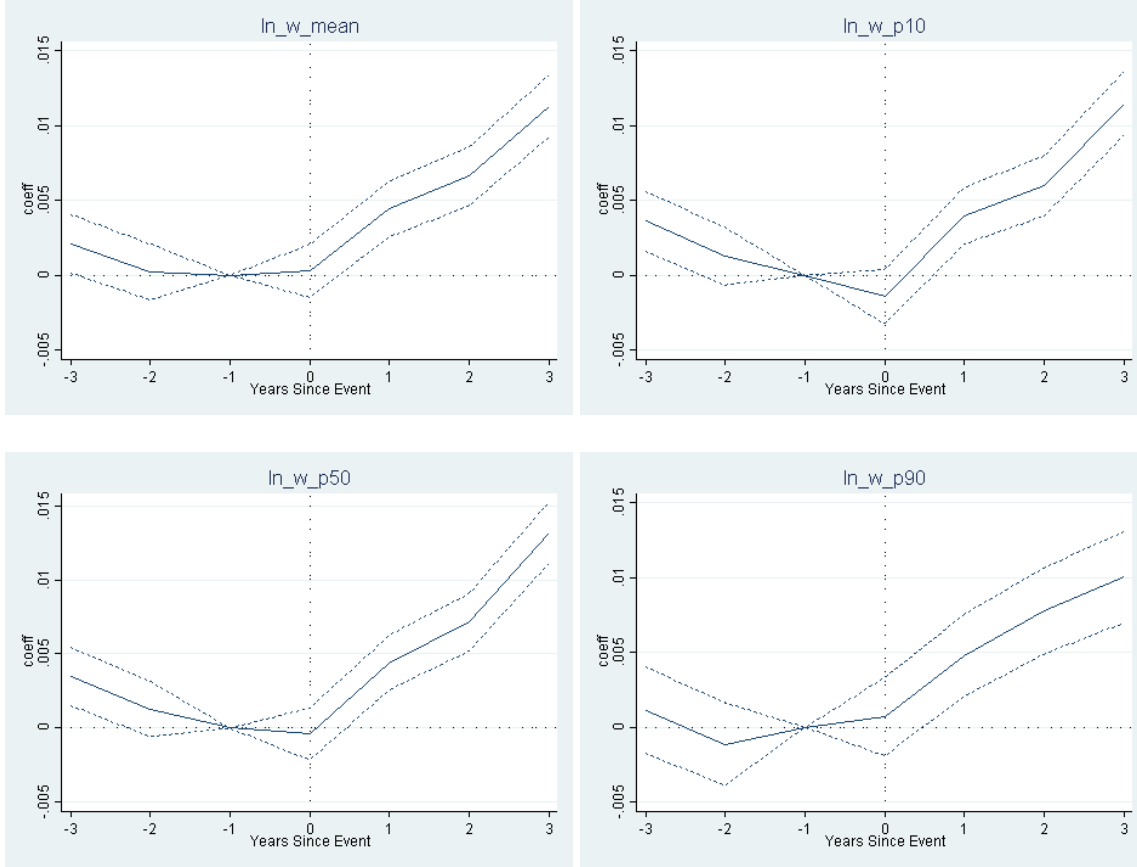 ln_w_mean
.015
.01
.005
0
-.005
coeff
-3 -2 -1 0 1 2 3
Years Since Event
ln_w_p10
.015
.01
.005
0
-.005
coeff
-3 -2 -1 0 1 2 3
Years Since Event
ln_w_p50
.015
.01
.005
0
-.005
coeff
-3 -2 -1 0 1 2 3
Years Since Event
ln_w_p90
.015
.01
.005
0
-.005
coeff
-3 -2 -1 0 1 2 3
Years Since Event